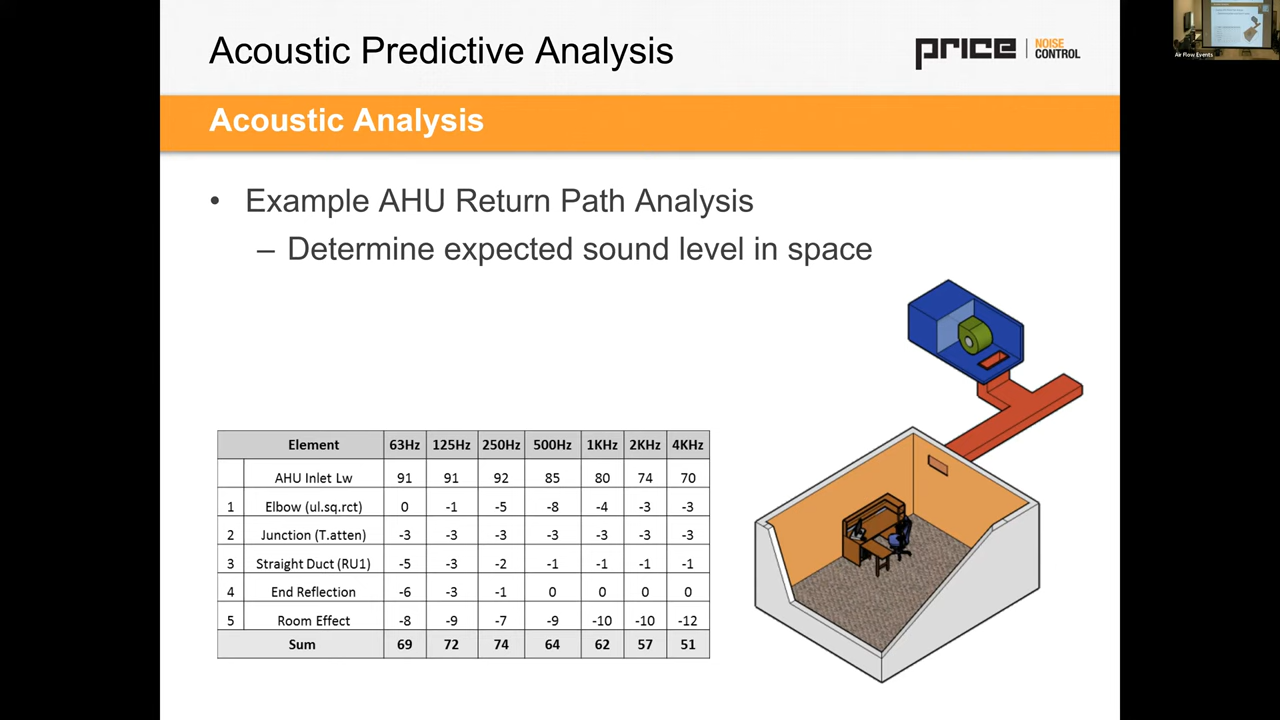 Acoustic Predictive Analysis
PRICE | NOISE CONTROL
Air Flow Events
Acoustic Analysis
• Example AHU Return Path Analysis
– Determine expected sound level in space
Element 63Hz 125Hz 250Hz 500Hz 1KHz 2KHz 4KHz
AHU Inlet Lw 91 91 92 85 80 74 70
1 Elbow (ul.sq.rct) 0 -1 -5 -8 -4 -3 -3
2 Junction (T.atten) -3 -3 -3 -3 -3 -3 -3
3 Straight Duct (RU1) -5 -3 -2 -1 -1 -1 -1
4 End Reflection -6 -3 -1 0 0 0 0
5 Room Effect -8 -9 -7 -9 -10 -10 -12
Sum 69 72 74 64 62 57 51